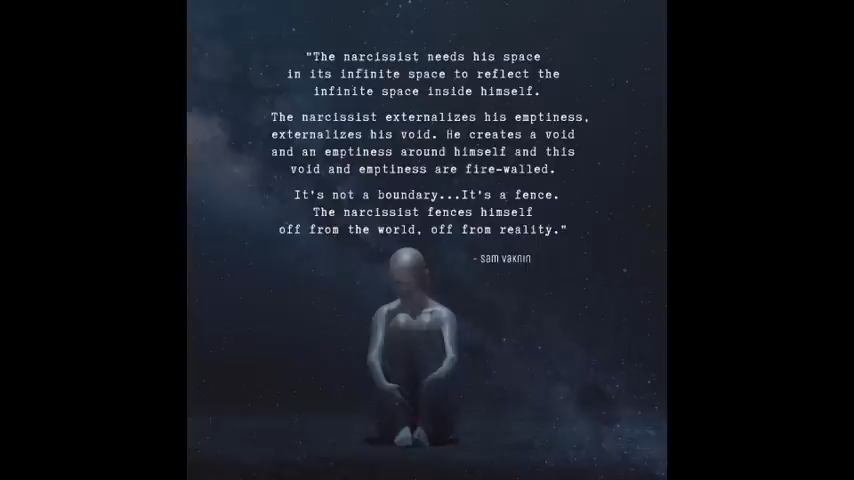 "The narcissist needs his space
in its infinite space to reflect the
infinite space inside himself.
The narcissist externalizes his emptiness,
externalizes his void. He creates a void
and an emptiness around himself and this
void and emptiness are fire-walled.
It's not a boundary...It's a fence.
The narcissist fences himself
off from the world, off from reality."
- sam vaknin